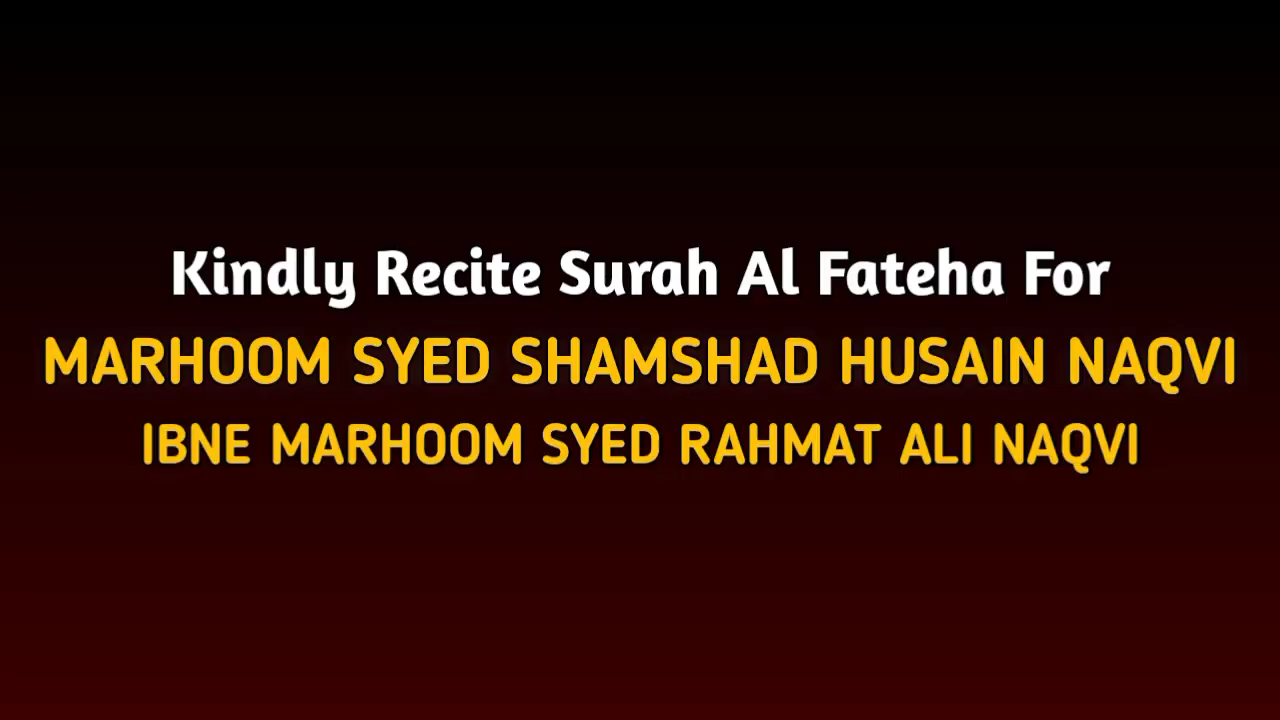 Kindly Recite Surah Al Fateha For
MARHOOM SYED SHAMSHAD HUSAIN NAQVI
IBNE MARHOOM SYED RAHMAT ALI NAQVI